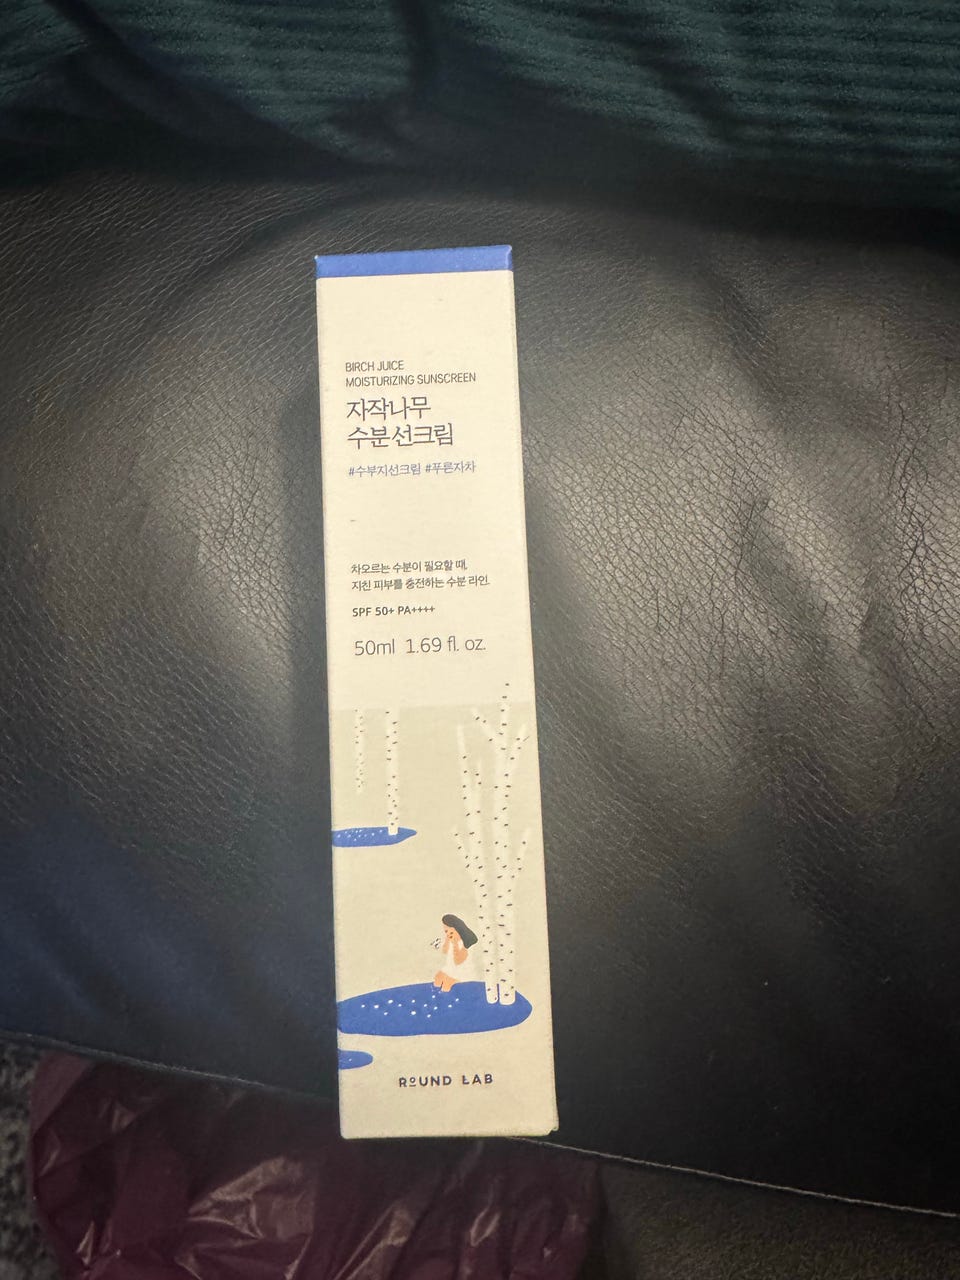 BIRCH JUICE
MOISTURIZING SUNSCREEN
자작나무
수분선크림
#수부지선크림 #푸른자차
차오르는 수분이 필요할 때,
지친 피부를 충전하는 수분 라인.
SPF 50+ PA++++
50ml 1.69 fl. oz.
ROUND LAB